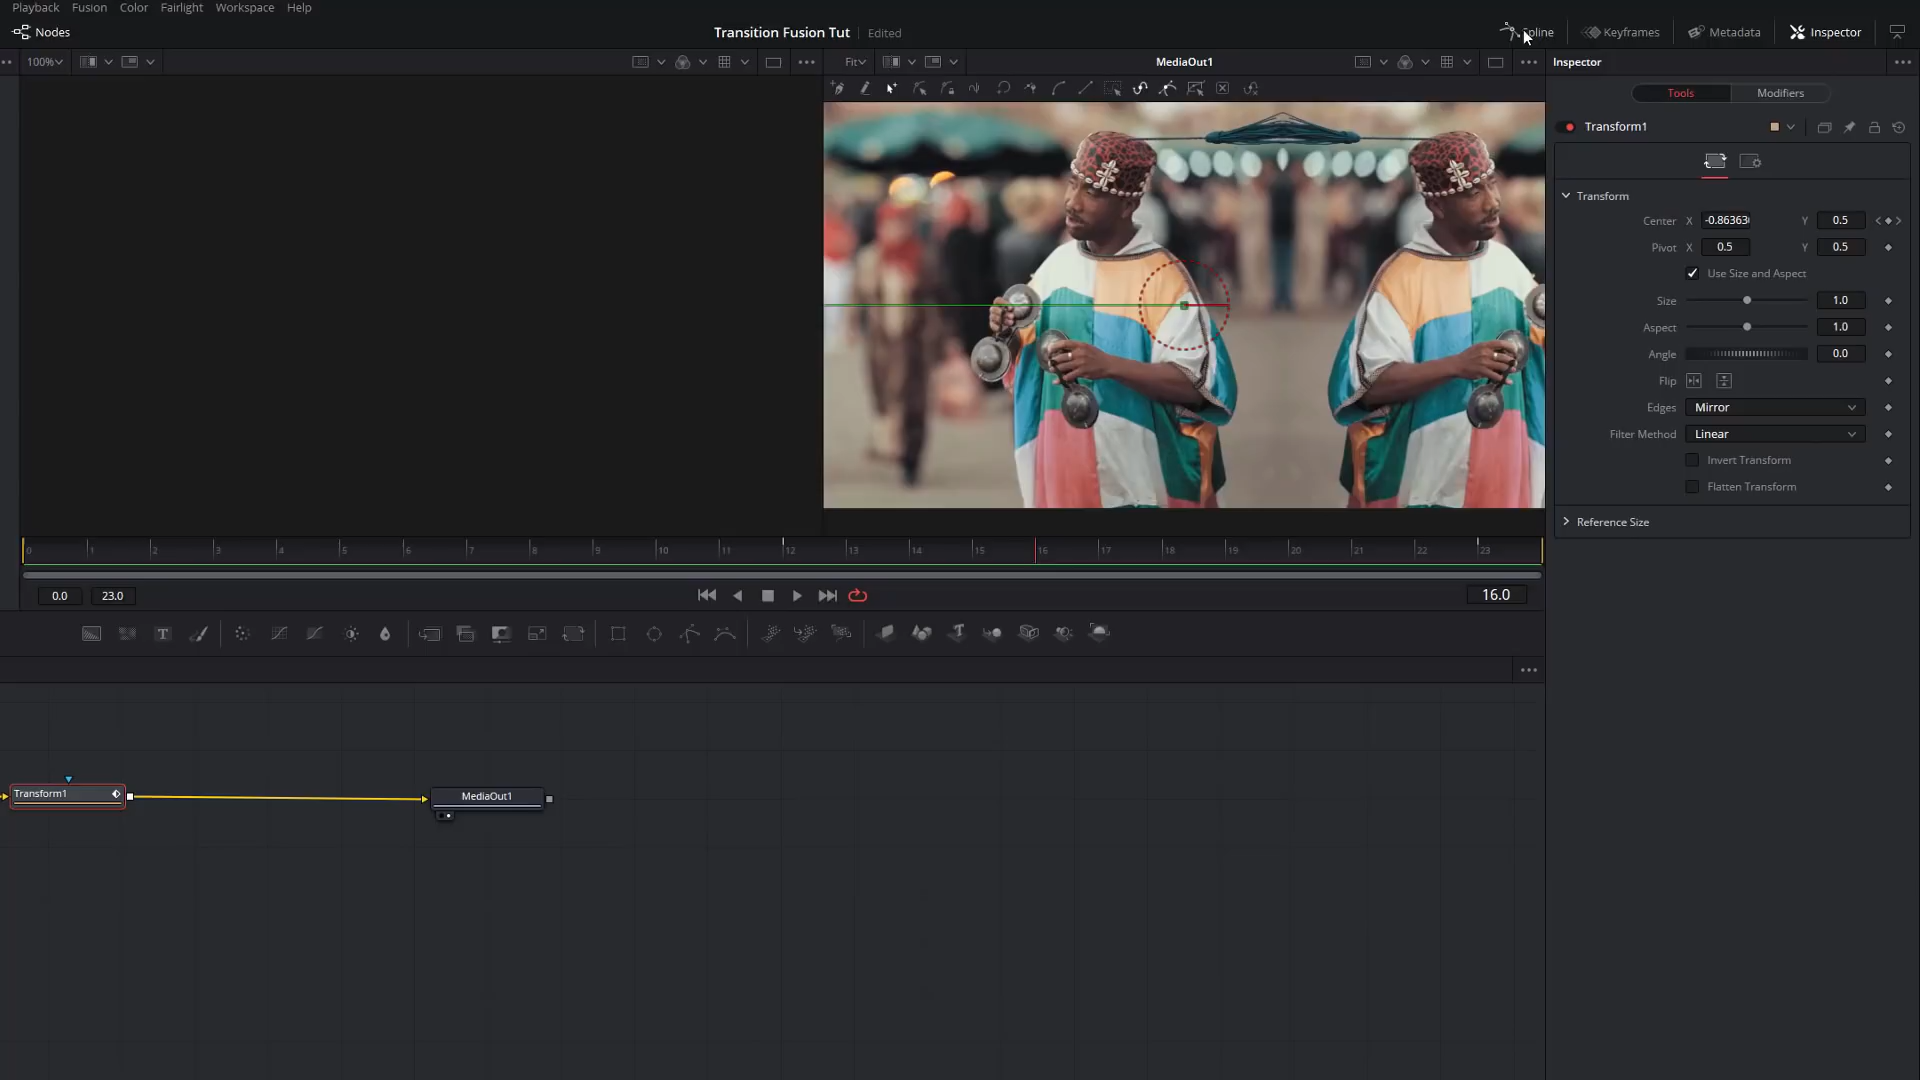 Playback Fusion Color Fairlight Workspace Help
Nodes
Transition Fusion Tut Edited
Spline Keyframes Metadata Inspector
100% Fit MediaOut1 Inspector
Tools Modifiers
Transform1
Transform
Center X -0.86363 Y 0.5
Pivot X 0.5 Y 0.5
Use Size and Aspect
Size 1.0
Aspect 1.0
Angle 0.0
Flip
Edges Mirror
Filter Method Linear
Invert Transform
Flatten Transform
Reference Size
0 1 2 3 4 5 6 7 8 9 10 11 12 13 14 15 16 17 18 19 20 21 22 23
0.0 23.0 16.0
T
Transform1
MediaOut1